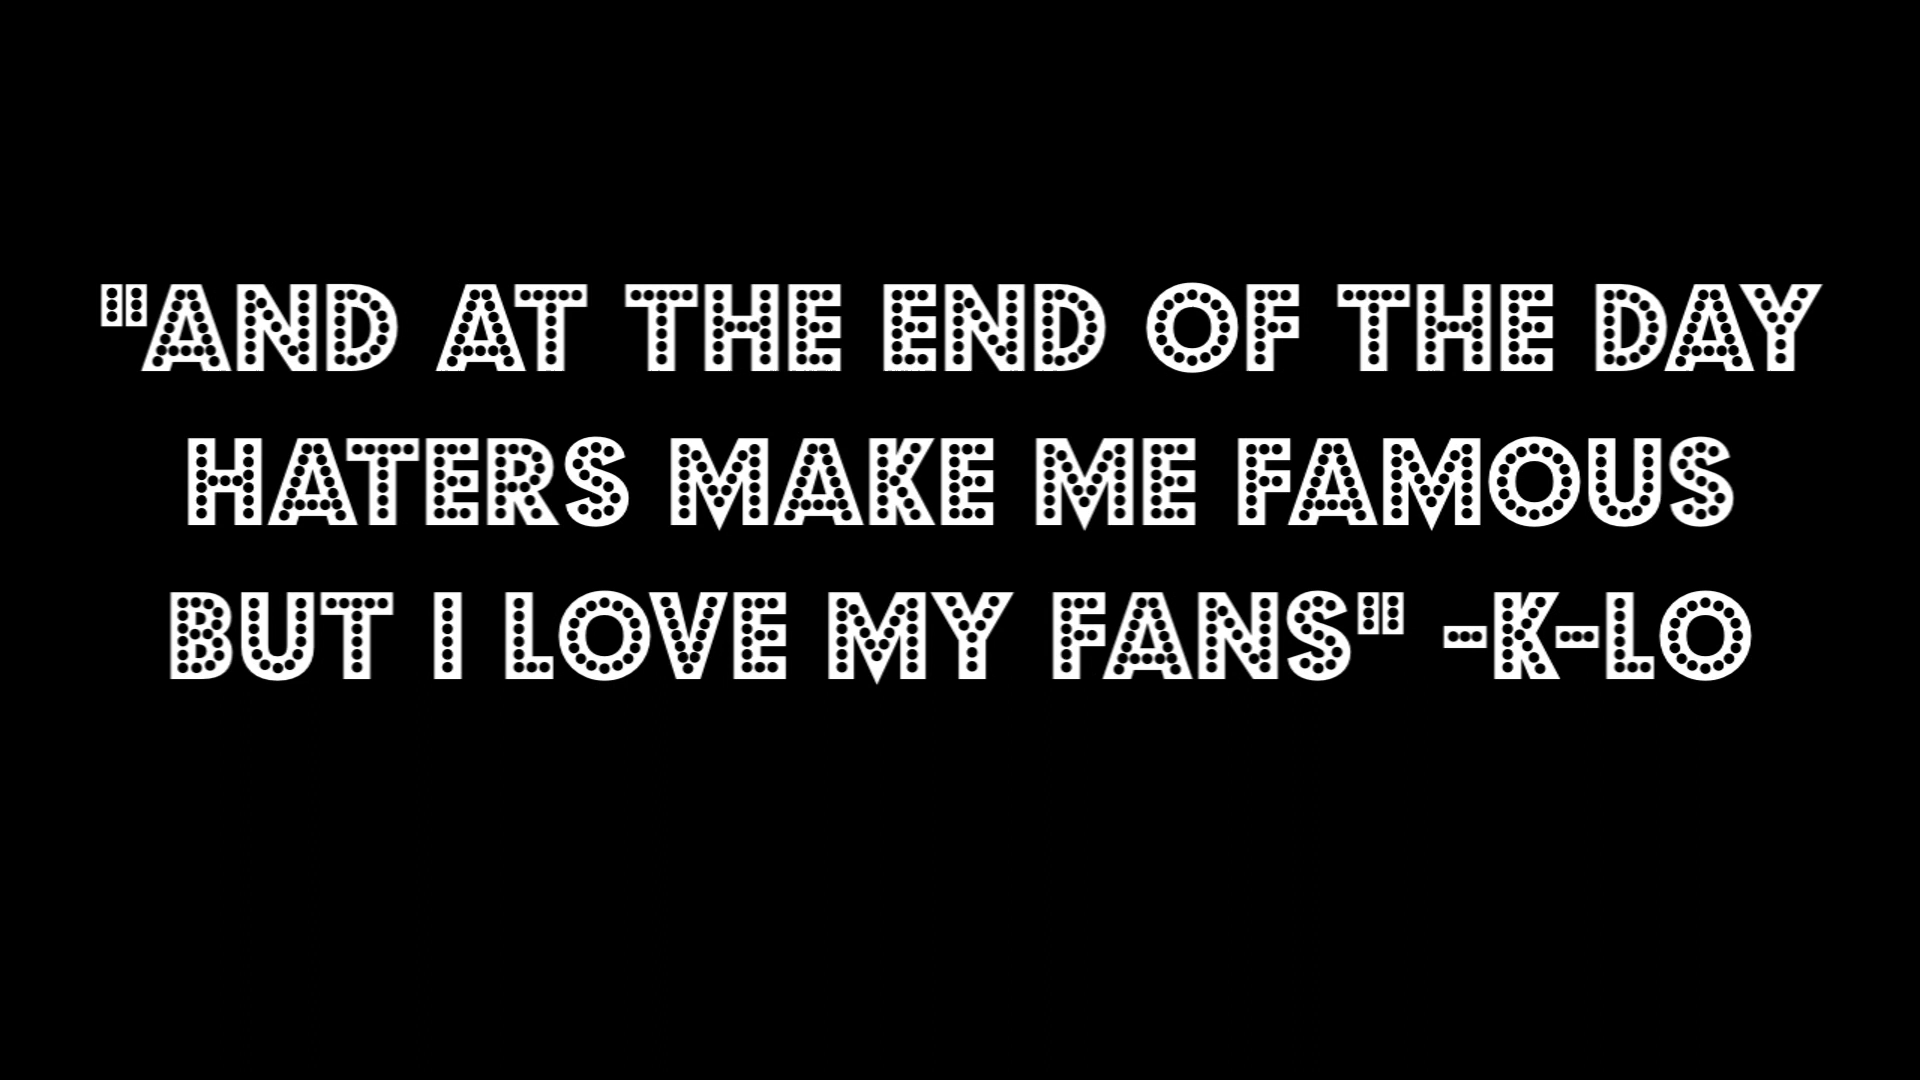 "AND AT THE END OF THE DAY
HATERS MAKE ME FAMOUS
BUT I LOVE MY FANS" -K-LO